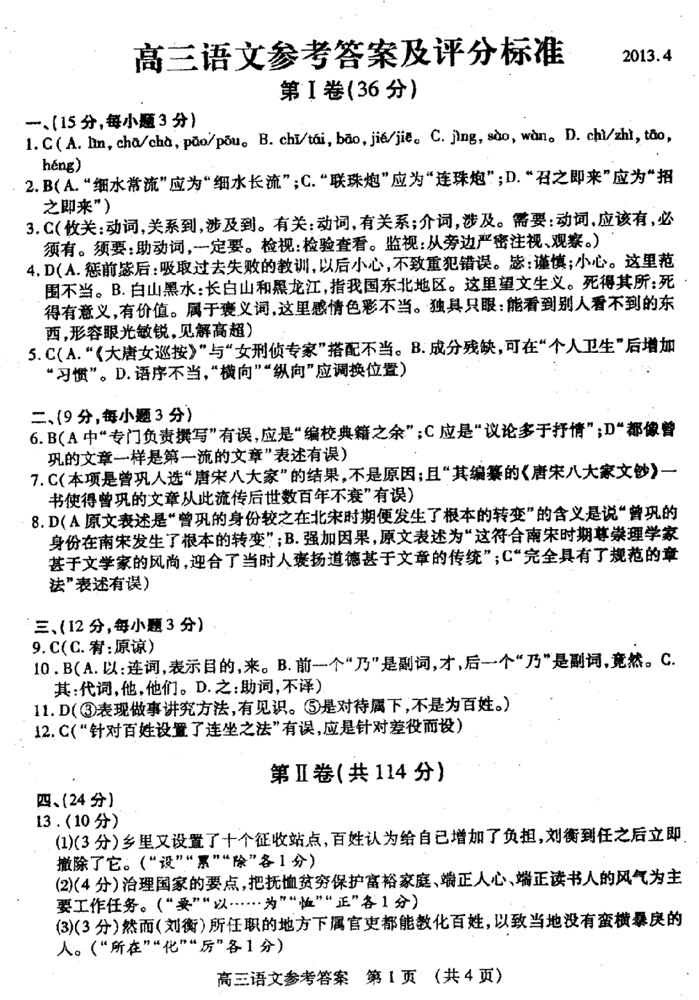 高三语文参考答案及评分标准 2013.4
第Ⅰ卷(36分)
一、(15分,每小题3分)
1.C(A. lìn, chā/chà, pāo/pōu。 B. chī/tái, bāo, jié/jiē。 C. jìng, sào, wàn。 D. chì/zhì, tāo,
héng)
2.B(A.“细水常流”应为“细水长流”;C.“联珠炮”应为“连珠炮”;D.“召之即来”应为“招
之即来”)
3.C(攸关:动词,关系到,涉及到。有关:动词,有关系;介词,涉及。需要:动词,应该有,必
须有。须要:助动词,一定要。检视:检验查看。监视:从旁边严密注视、观察。)
4.D(A.惩前毖后:吸取过去失败的教训,以后小心,不致重犯错误。毖:谨慎;小心。这里范
围不当。B.白山黑水:长白山和黑龙江,指我国东北地区。这里望文生义。死得其所:死
得有意义,有价值。属于褒义词,这里感情色彩不当。独具只眼:能看到别人看不到的东
西,形容眼光敏锐,见解高超)
5.C(A.“《大唐女巡按》”与“女刑侦专家”搭配不当。B.成分残缺,可在“个人卫生”后增加
“习惯”。D.语序不当,“横向”“纵向”应调换位置)
二、(9分,每小题3分)
6.B(A中“专门负责撰写”有误,应是“编校典籍之余”;C应是“议论多于抒情”;D“都像曾
巩的文章一样是第一流的文章”表述有误)
7.C(本项是曾巩人选“唐宋八大家”的结果,不是原因;且“其编纂的《唐宋八大家文钞》一
书使得曾巩的文章从此流传后世数百年不衰”有误)
8.D(A原文表述是“曾巩的身份较之在北宋时期便发生了根本的转变”的含义是说“曾巩的
身份在南宋发生了根本的转变”;B.强加因果,原文表述为“这符合南宋时期尊崇理学家
甚于文学家的风尚,迎合了当时人褒扬道德甚于文章的传统”;C“完全具有了规范的章
法”表述有误)
三、(12分,每小题3分)
9.C(C.宥:原谅)
10.B(A.以:连词,表示目的,来。B.前一个“乃”是副词,才,后一个“乃”是副词,竟然。C.
其:代词,他,他们。D.之:助词,不译)
11.D(③表现做事讲究方法,有见识。⑤是对待属下,不是为百姓。)
12.C(“针对百姓设置了连坐之法”有误,应是针对差役而设)
第Ⅱ卷(共114分)
四、(24分)
13.(10分)
(1)(3分)乡里又设置了十个征收站点,百姓认为给自己增加了负担,刘衡到任之后立即
撤除了它。(“设”“累”“除”各1分)
(2)(4分)治理国家的要点,把抚恤贫穷保护富裕家庭、端正人心、端正读书人的风气为主
要工作任务。(“要”“以……为”“恤”“正”各1分)
(3)(3分)然而(刘衡)所任职的地方下属官吏都能教化百姓,以致当地没有蛮横暴戾的
人。(“所在”“化”“厉”各1分)
高三语文参考答案 第1页 (共4页)